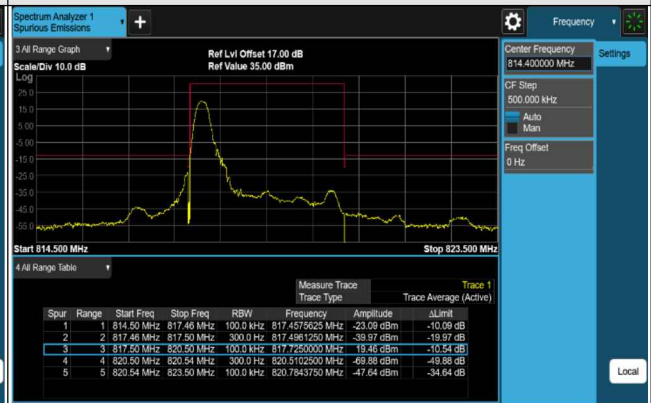 Spectrum Analyzer 1
Spurious Emissions
Frequency
3 All Range Graph
Scale/Div 10.0 dB
Ref Lvl Offset 17.00 dB
Ref Value 35.00 dBm
Log
25.0
15.0
5.00
-5.00
-15.0
-25.0
-35.0
-45.0
-55.0
Start 814.500 MHz
Stop 823.500 MHz
4 All Range Table
Measure Trace Trace 1
Trace Type Trace Average (Active)
Spur Range Start Freq Stop Freq RBW Frequency Amplitude ΔLimit
1 1 814.50 MHz 817.46 MHz 100.0 kHz 817.4575625 MHz -23.09 dBm -10.09 dB
2 2 817.46 MHz 817.50 MHz 300.0 Hz 817.4961250 MHz -39.97 dBm -19.97 dB
3 3 817.50 MHz 820.50 MHz 100.0 kHz 817.7250000 MHz 19.46 dBm -10.54 dB
4 4 820.50 MHz 820.54 MHz 300.0 Hz 820.5102500 MHz -69.88 dBm -49.88 dB
5 5 820.54 MHz 823.50 MHz 100.0 kHz 820.7843750 MHz -47.64 dBm -34.64 dB
Center Frequency
814.400000 MHz
Settings
CF Step
500.000 kHz
Auto
Man
Freq Offset
0 Hz
Local